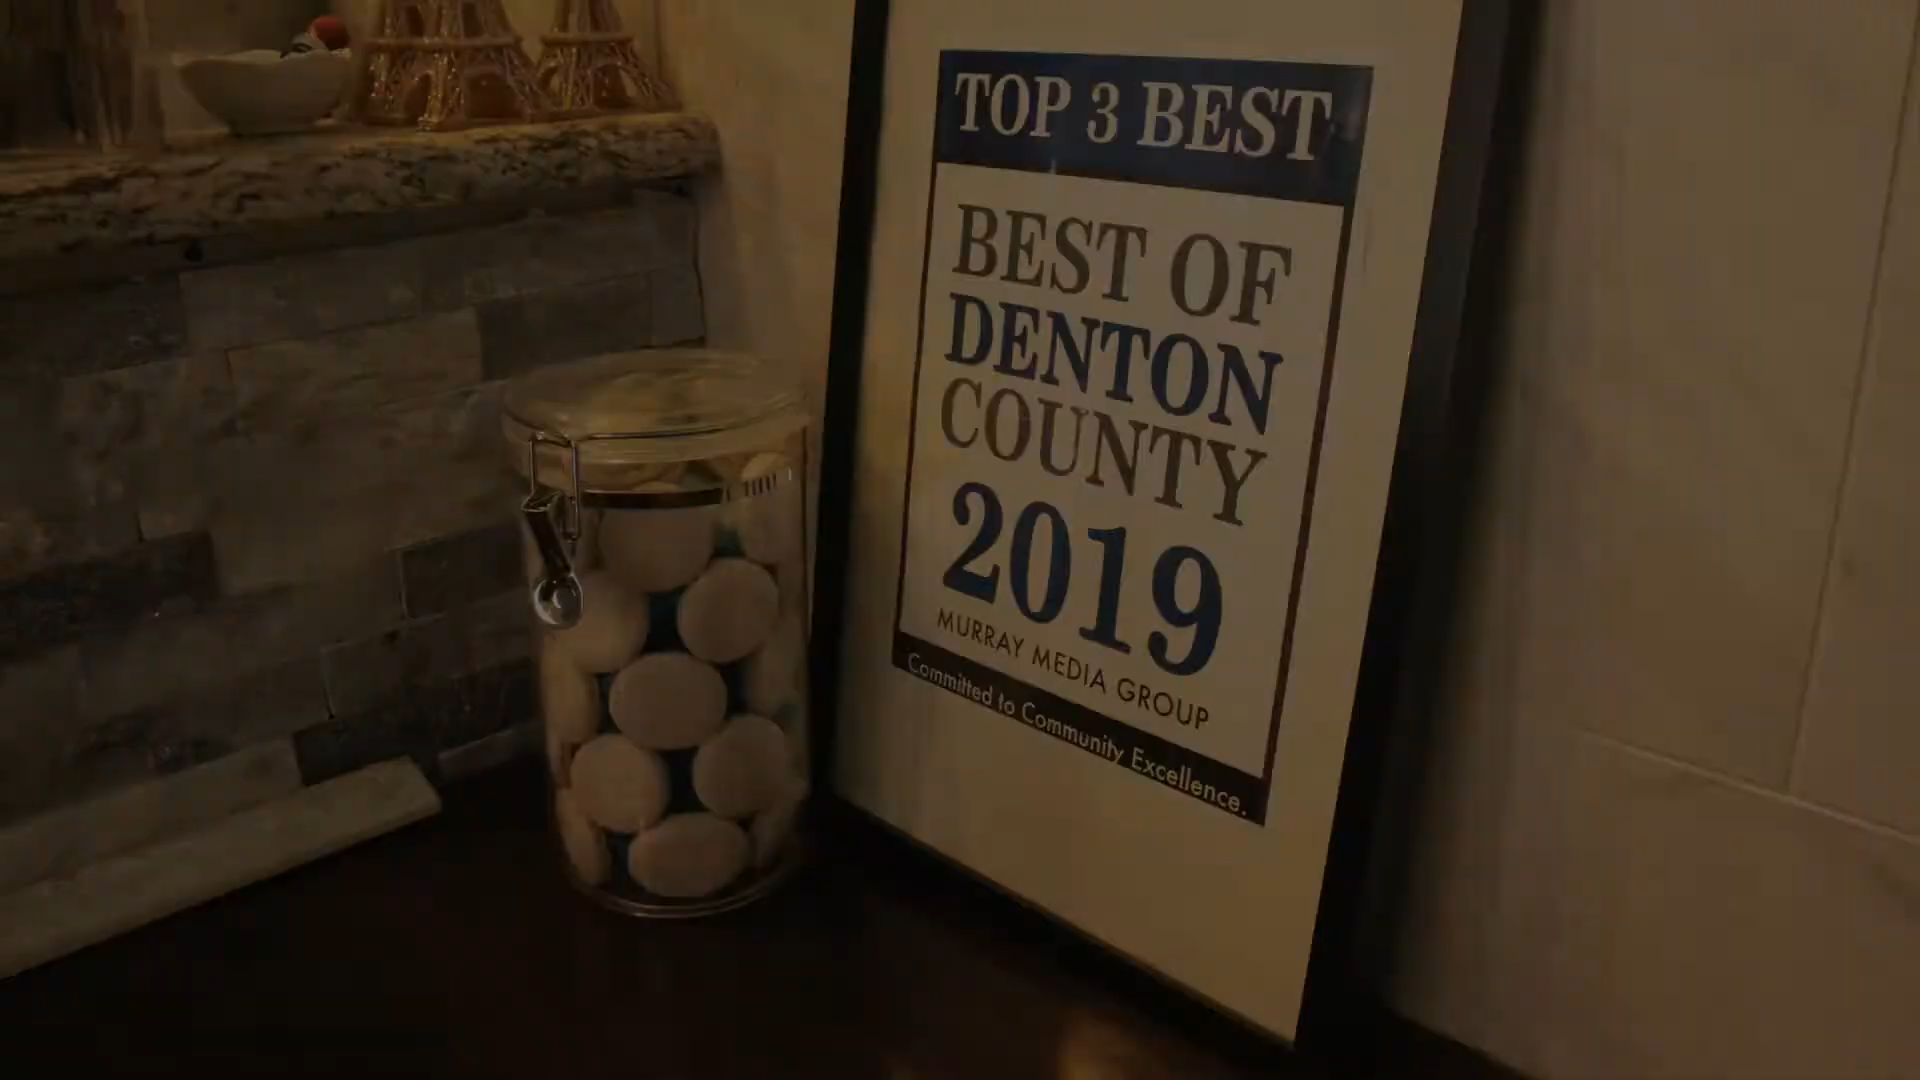 TOP 3 BEST
BEST OF
DENTON
COUNTY
2019
MURRAY MEDIA GROUP
Committed to Community Excellence.